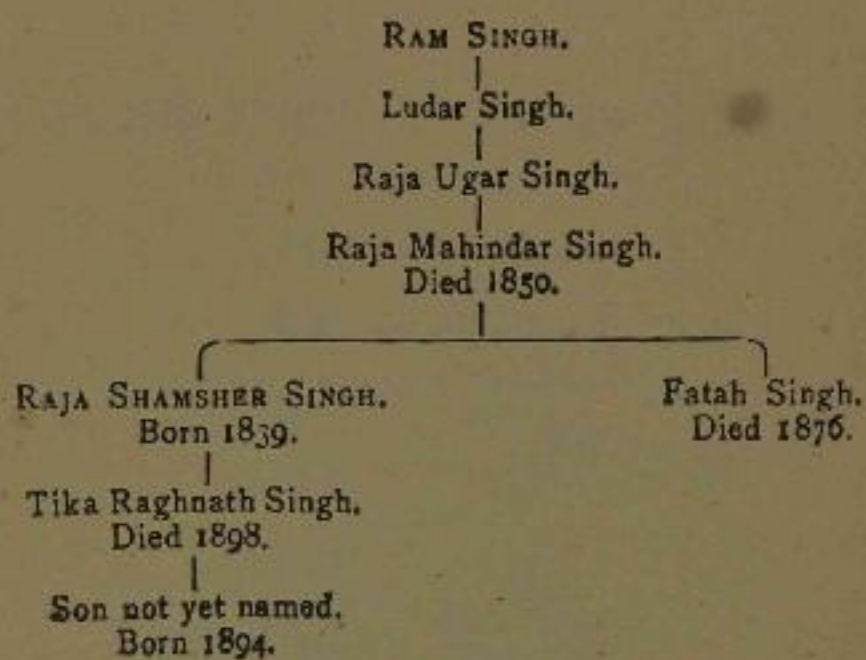 RAM SINGH.
Ludar Singh.
Raja Ugar Singh.
Raja Mahindar Singh.
Died 1850.
RAJA SHAMSHER SINGH.
Born 1839.
Fatah Singh.
Died 1876.
Tika Raghnath Singh.
Died 1898.
Son not yet named.
Born 1894.